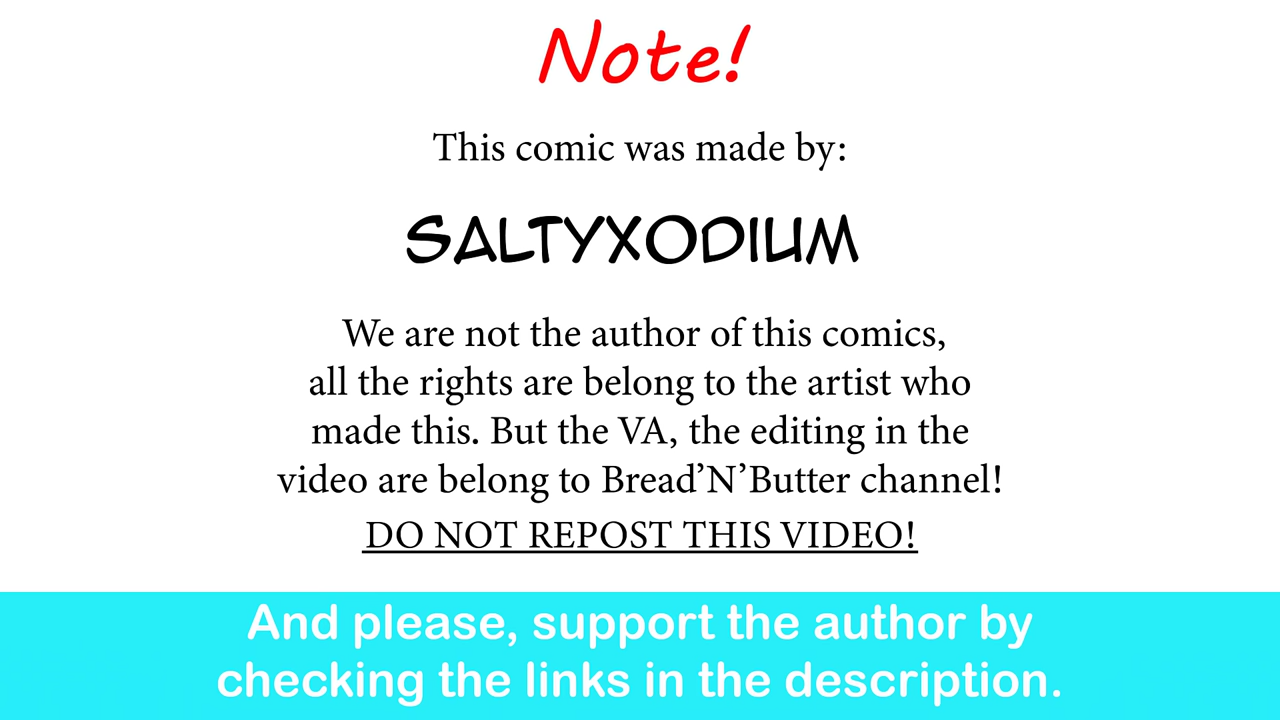 Note!
This comic was made by:
SALTYXODIUM
We are not the author of this comics,
all the rights are belong to the artist who
made this. But the VA, the editing in the
video are belong to Bread’N’Butter channel!
DO NOT REPOST THIS VIDEO!
And please, support the author by
checking the links in the description.